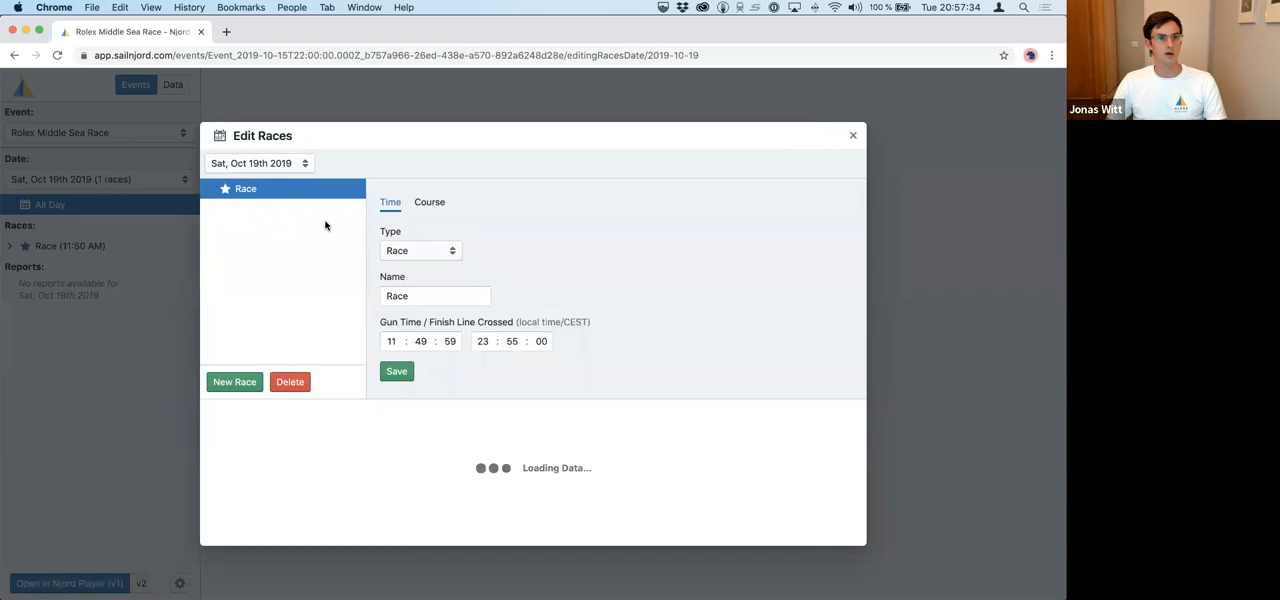 Chrome File Edit View History Bookmarks People Tab Window Help 100 % Tue 20:57:34
Rolex Middle Sea Race - Njord
app.sailnjord.com/events/Event_2019-10-15T22:00:00.000Z_b757a966-26ed-438e-a570-892a6248d28e/editingRacesDate/2019-10-19
Jonas Witt
Events Data
Event:
Rolex Middle Sea Race
Date:
Sat, Oct 19th 2019 (1 races)
All Day
Races:
Race (11:50 AM)
Reports:
No reports available for
Sat, Oct 19th 2019
Open in Njord Player (v1) v2
Edit Races
Sat, Oct 19th 2019
Race
New Race Delete
Time Course
Type
Race
Name
Race
Gun Time / Finish Line Crossed (local time/CEST)
11 : 49 : 59 23 : 55 : 00
Save
Loading Data...